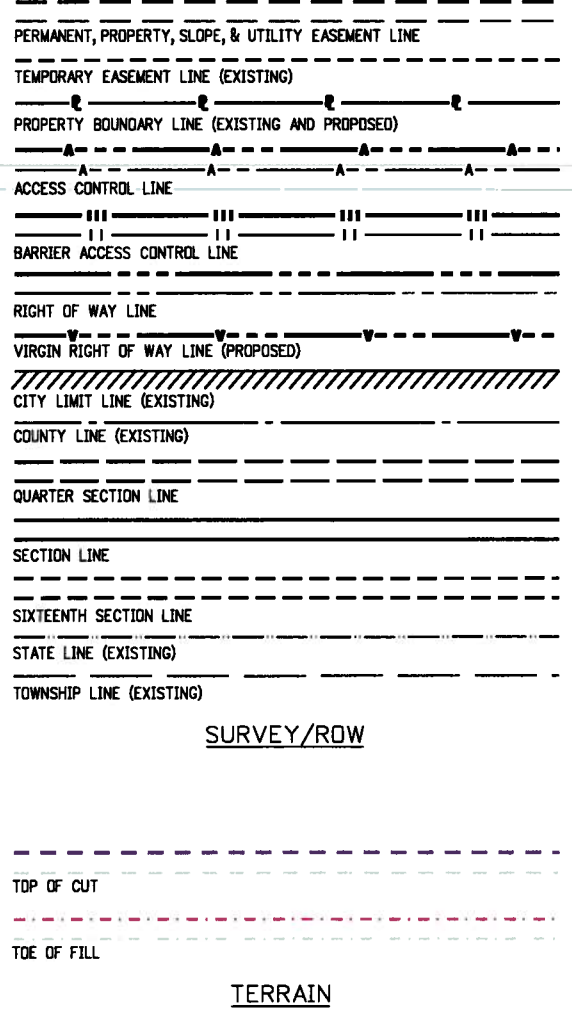 PERMANENT, PROPERTY, SLOPE, & UTILITY EASEMENT LINE
TEMPORARY EASEMENT LINE (EXISTING)
PROPERTY BOUNDARY LINE (EXISTING AND PROPOSED)
A A A A
A A A A
ACCESS CONTROL LINE
BARRIER ACCESS CONTROL LINE
RIGHT OF WAY LINE
V V V V
VIRGIN RIGHT OF WAY LINE (PROPOSED)
CITY LIMIT LINE (EXISTING)
COUNTY LINE (EXISTING)
QUARTER SECTION LINE
SECTION LINE
SIXTEENTH SECTION LINE
STATE LINE (EXISTING)
TOWNSHIP LINE (EXISTING)
SURVEY/ROW
TOP OF CUT
TOE OF FILL
TERRAIN